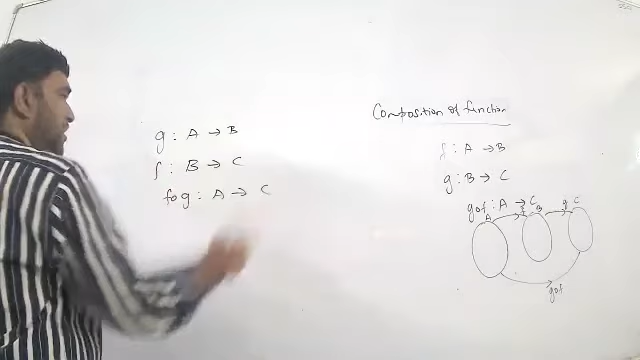 g : A → B
f : B → C
fog : A → C
Composition of function
f : A → B
g : B → C
gof : A → C
A f B g C
gof